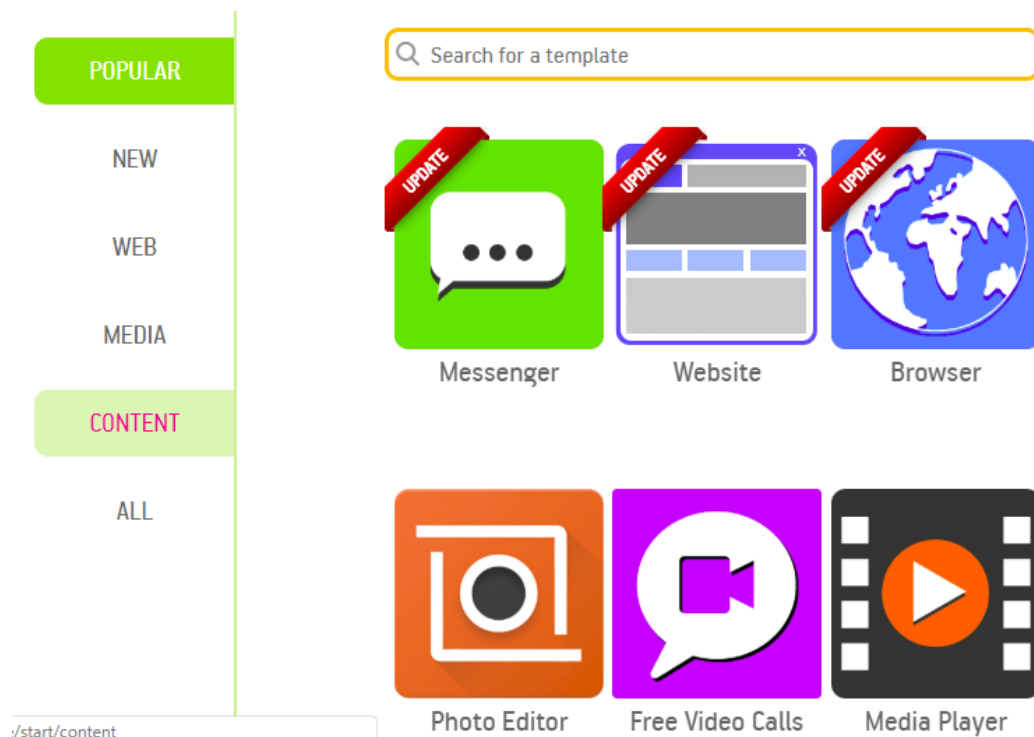 POPULAR
NEW
WEB
MEDIA
CONTENT
ALL
Search for a template
UPDATE
UPDATE
UPDATE
x
Messenger
Website
Browser
Photo Editor
Free Video Calls
Media Player
/start/content